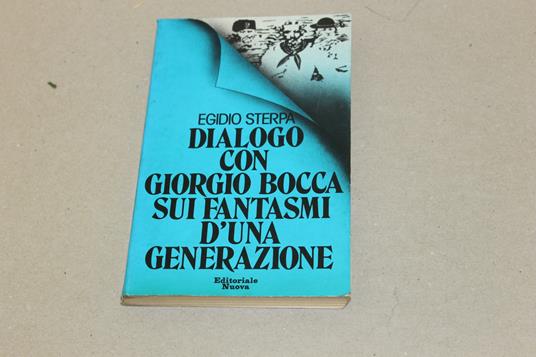 EGIDIO STERPA
DIALOGO
CON
GIORGIO BOCCA
SUI FANTASMI
D'UNA
GENERAZIONE
Editoriale
Nuova